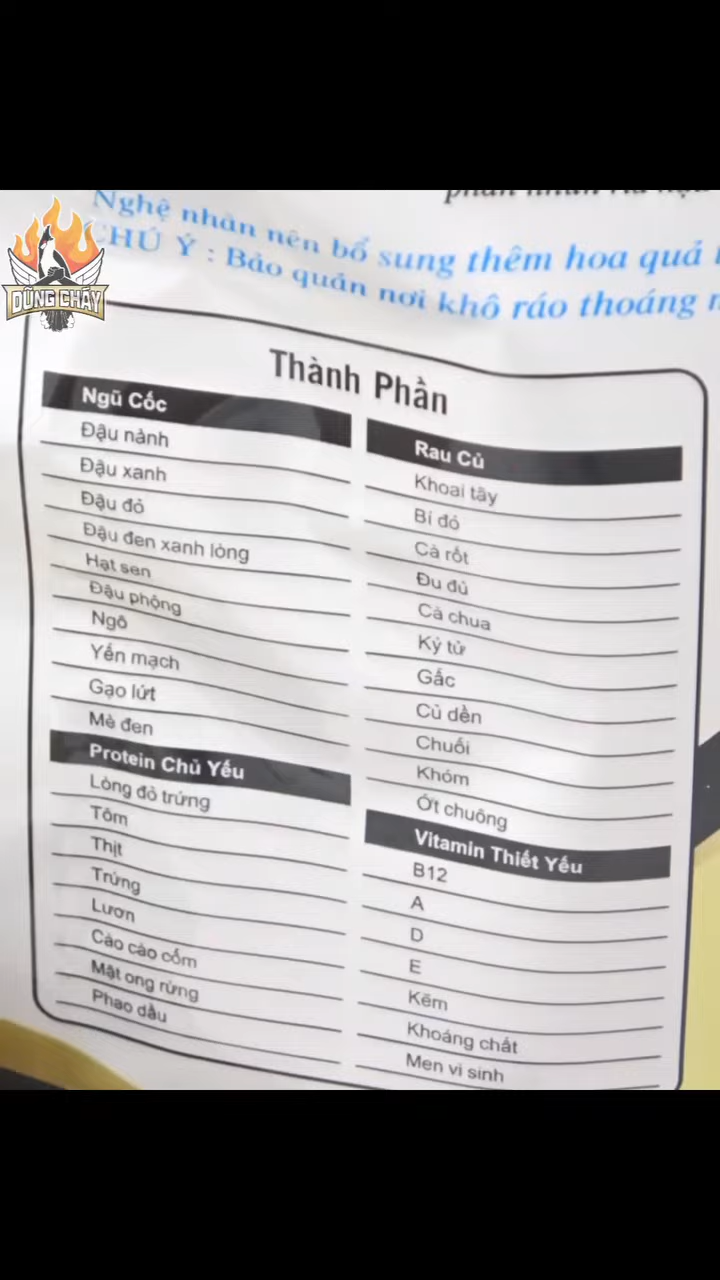 DŨNG CHÁY
Nghệ nhân nên bổ sung thêm hoa quả
CHÚ Ý : Bảo quản nơi khô ráo thoáng
Thành Phần
Ngũ Cốc
Đậu nành
Đậu xanh
Đậu đỏ
Đậu đen xanh lòng
Hạt sen
Đậu phộng
Ngô
Yến mạch
Gạo lứt
Mè đen
Protein Chủ Yếu
Lòng đỏ trứng
Tôm
Thịt
Trứng
Lươn
Cào cào cốm
Mật ong rừng
Phao dầu
Rau Củ
Khoai tây
Bí đỏ
Cà rốt
Đu đủ
Cà chua
Kỷ tử
Gấc
Củ dền
Chuối
Khóm
Ớt chuông
Vitamin Thiết Yếu
B12
A
D
E
Kẽm
Khoáng chất
Men vi sinh